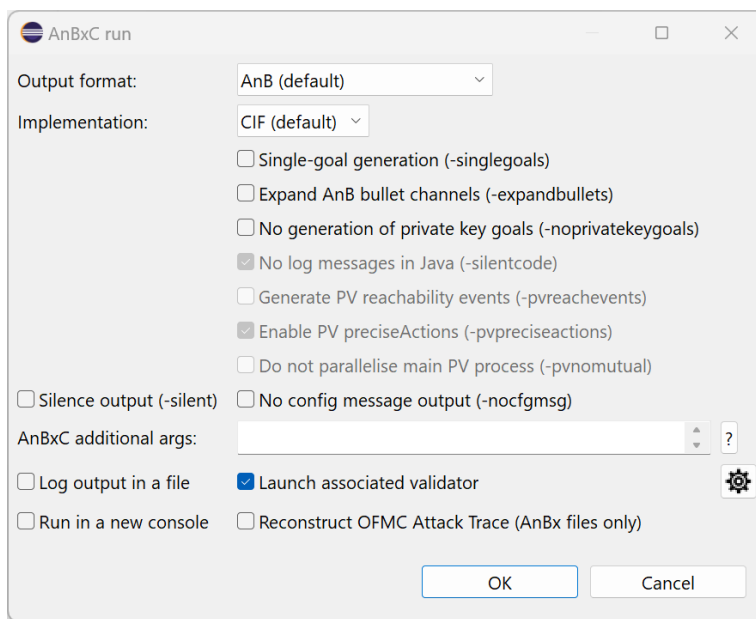 AnBxC run
Output format: AnB (default)
Implementation: CIF (default)
Single-goal generation (-singlegoals)
Expand AnB bullet channels (-expandbullets)
No generation of private key goals (-noprivatekeygoals)
No log messages in Java (-silentcode)
Generate PV reachability events (-pvreachevents)
Enable PV preciseActions (-pvpreciseactions)
Do not parallelise main PV process (-pvnomutual)
Silence output (-silent) No config message output (-nocfgmsg)
AnBxC additional args: ?
Log output in a file Launch associated validator
Run in a new console Reconstruct OFMC Attack Trace (AnBx files only)
OK Cancel